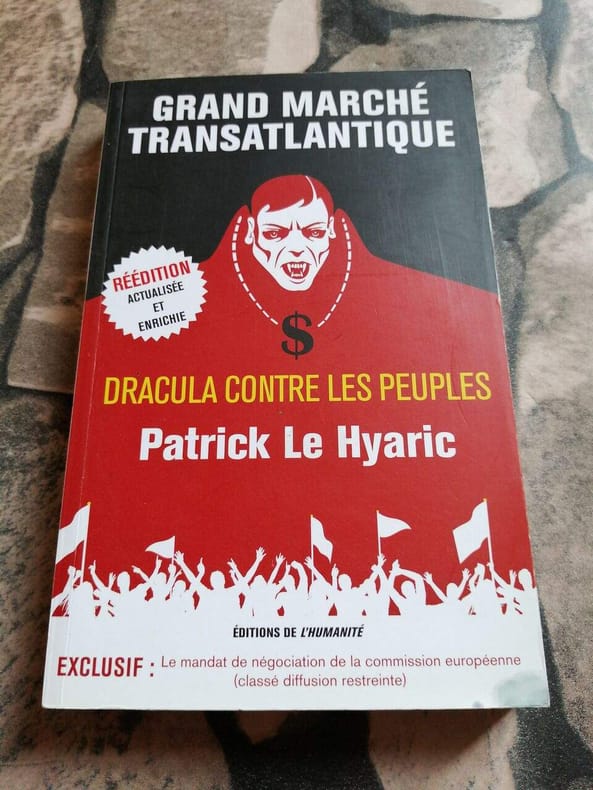 GRAND MARCHÉ
TRANSATLANTIQUE
RÉÉDITION
ACTUALISÉE
ET
ENRICHIE
$
DRACULA CONTRE LES PEUPLES
Patrick Le Hyaric
ÉDITIONS DE L'HUMANITÉ
EXCLUSIF : Le mandat de négociation de la commission européenne
(classé diffusion restreinte)